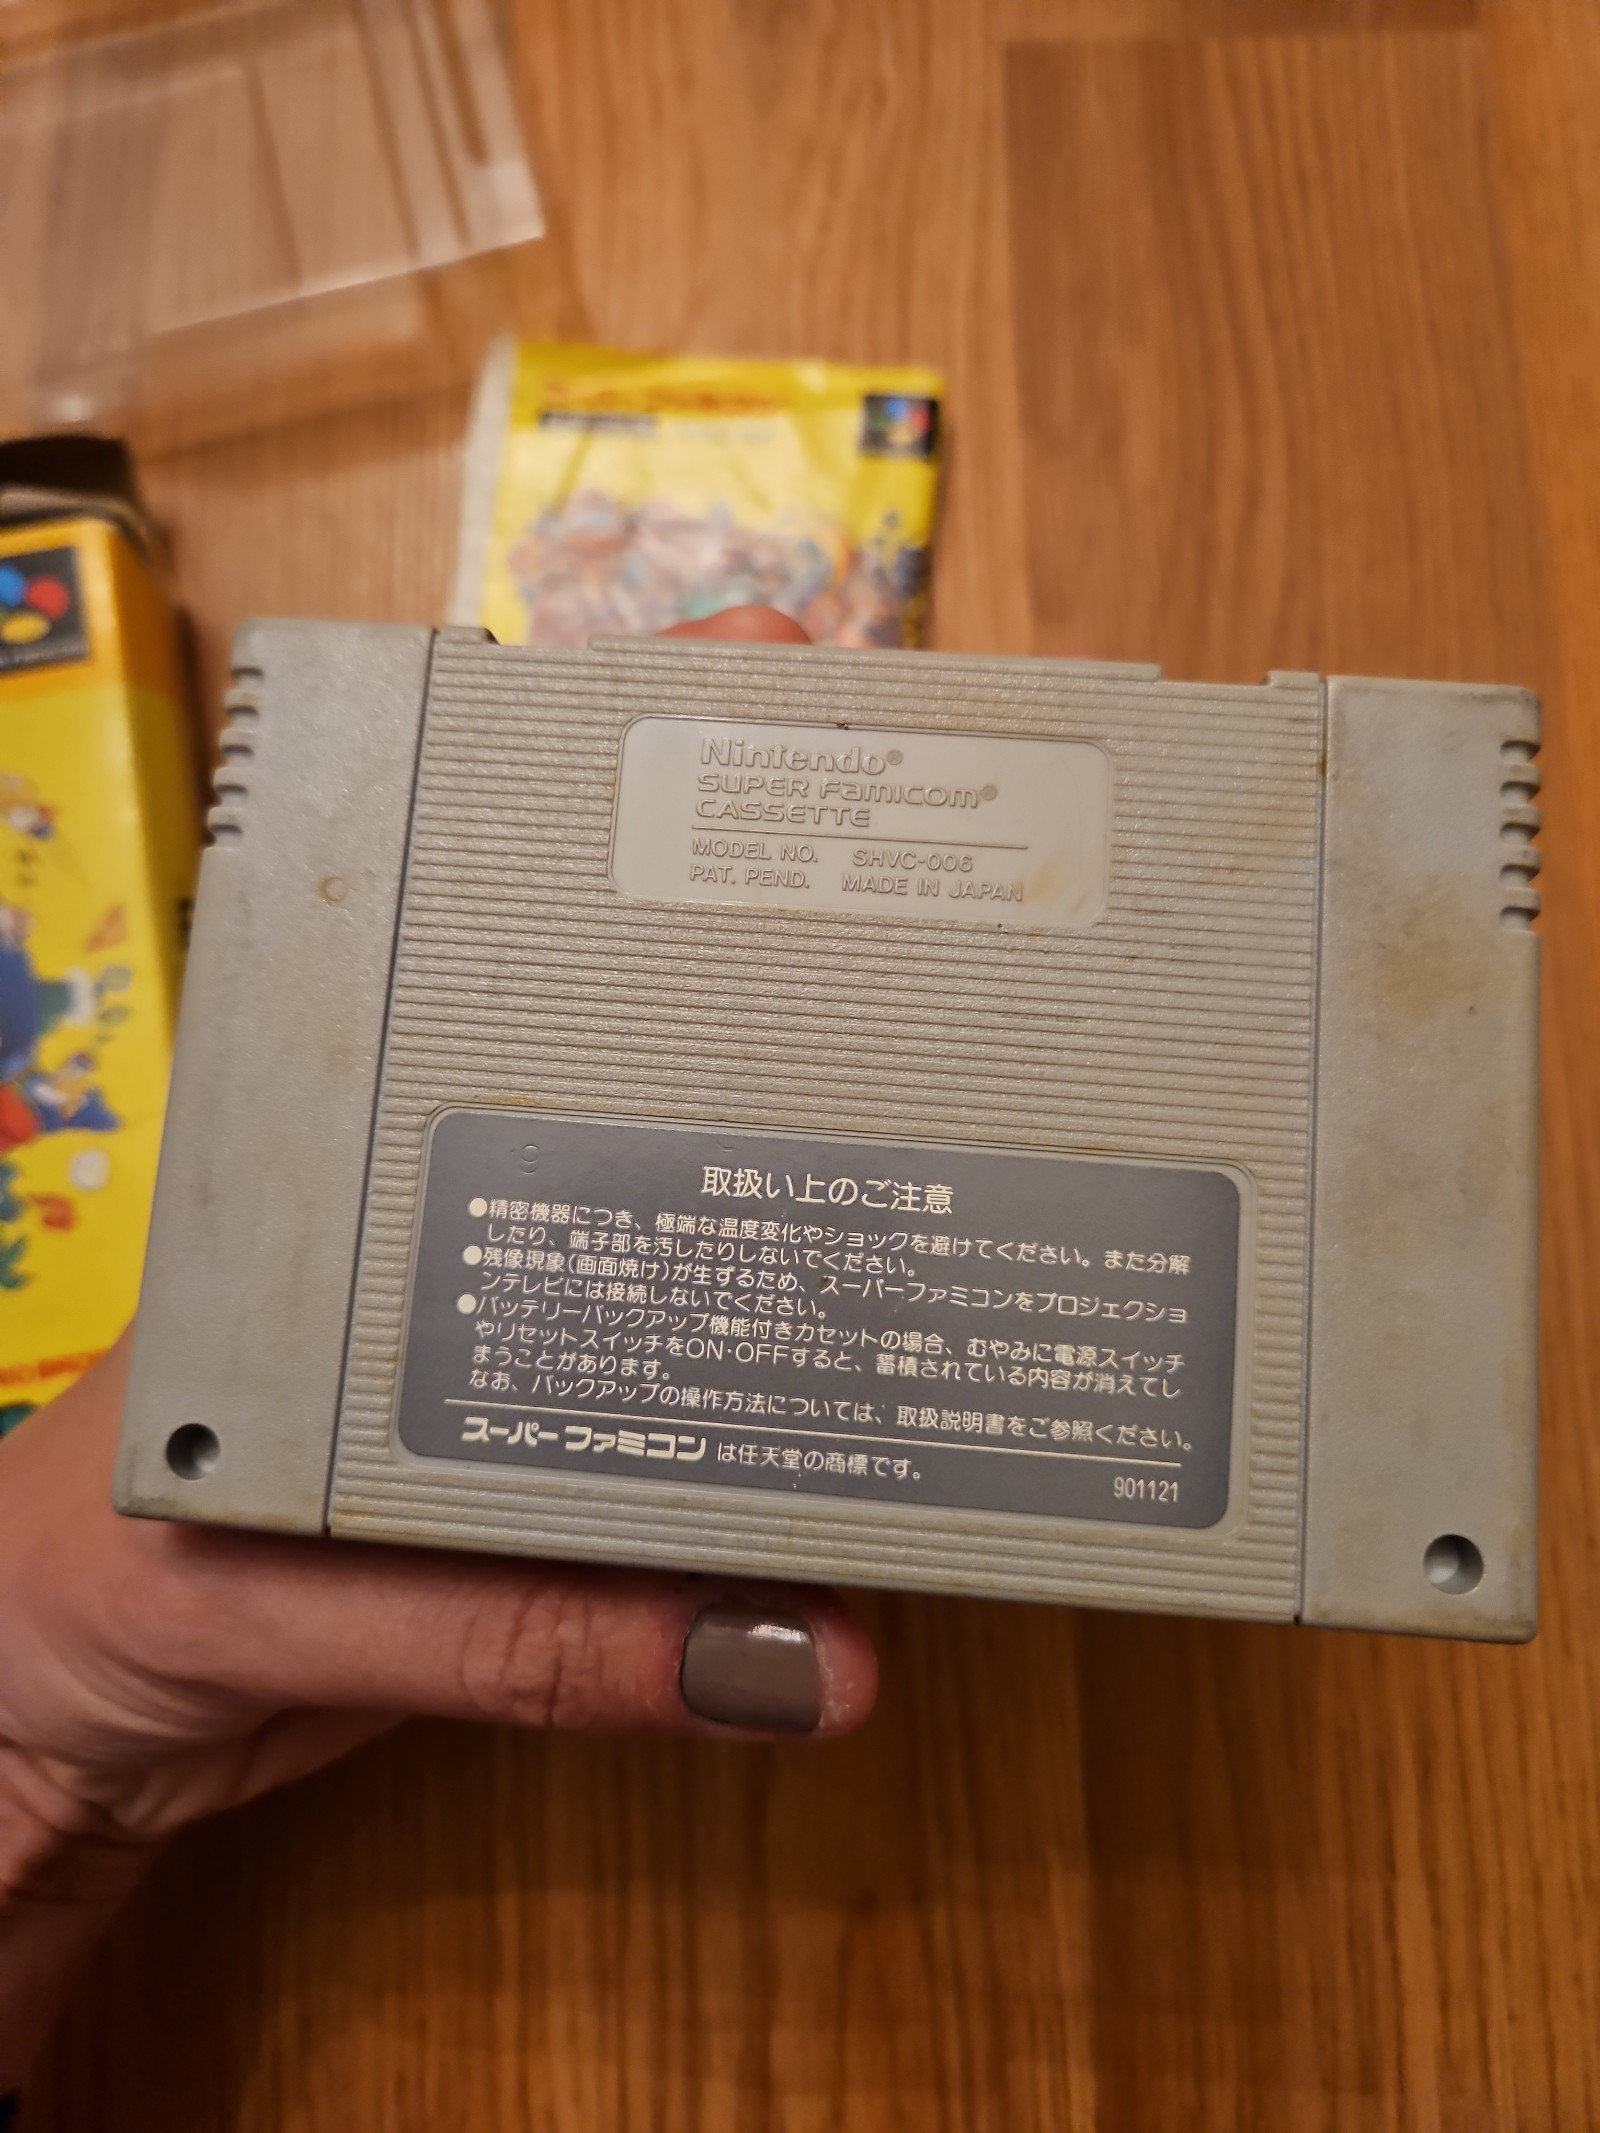 Nintendo®
SUPER Famicom®
CASSETTE
MODEL NO. SHVC-006
PAT. PEND. MADE IN JAPAN
9
取扱い上のご注意
●精密機器につき、極端な温度変化やショックを避けてください。また分解
したり、端子部を汚したりしないでください。
●残像現象(画面焼け)が生ずるため、スーパーファミコンをプロジェクショ
ンテレビには接続しないでください。
●バッテリーバックアップ機能付きカセットの場合、むやみに電源スイッチ
やリセットスイッチをON・OFFすると、蓄積されている内容が消えてし
まうことがあります。
なお、バックアップの操作方法については、取扱説明書をご参照ください。
スーパーファミコン は任天堂の商標です。
901121